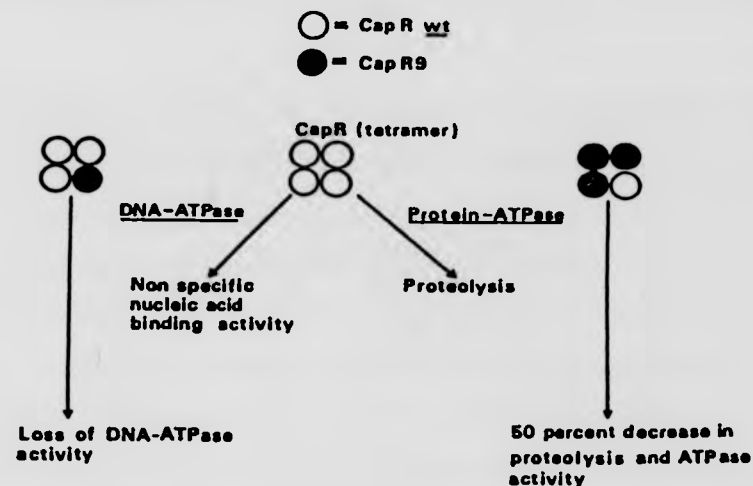 = CapR wt
= CapR9
CapR (tetramer)
DNA-ATPase
Protein-ATPase
Non specific
nucleic acid
binding activity
Proteolysis
Loss of DNA-ATPase
activity
50 percent decrease in
proteolysis and ATPase
activity